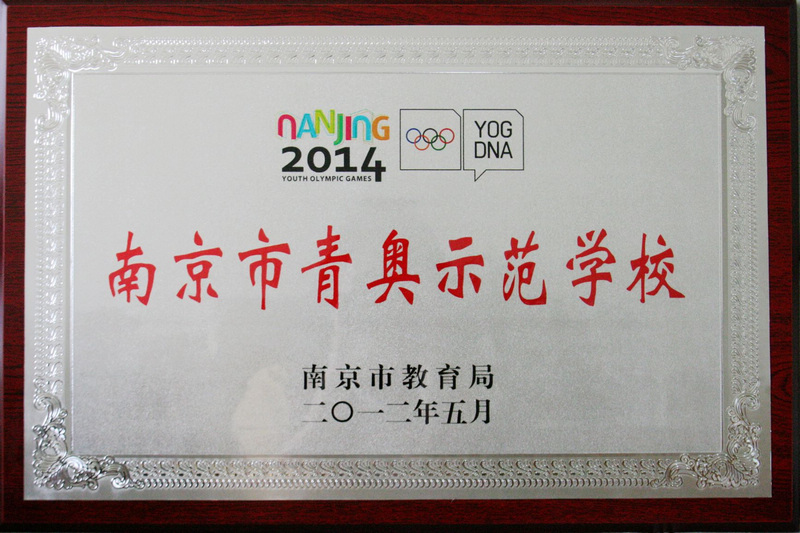 NANJING
2014
YOUTH OLYMPIC GAMES
YOG
DNA
南京市青奥示范学校
南京市教育局
二〇一二年五月